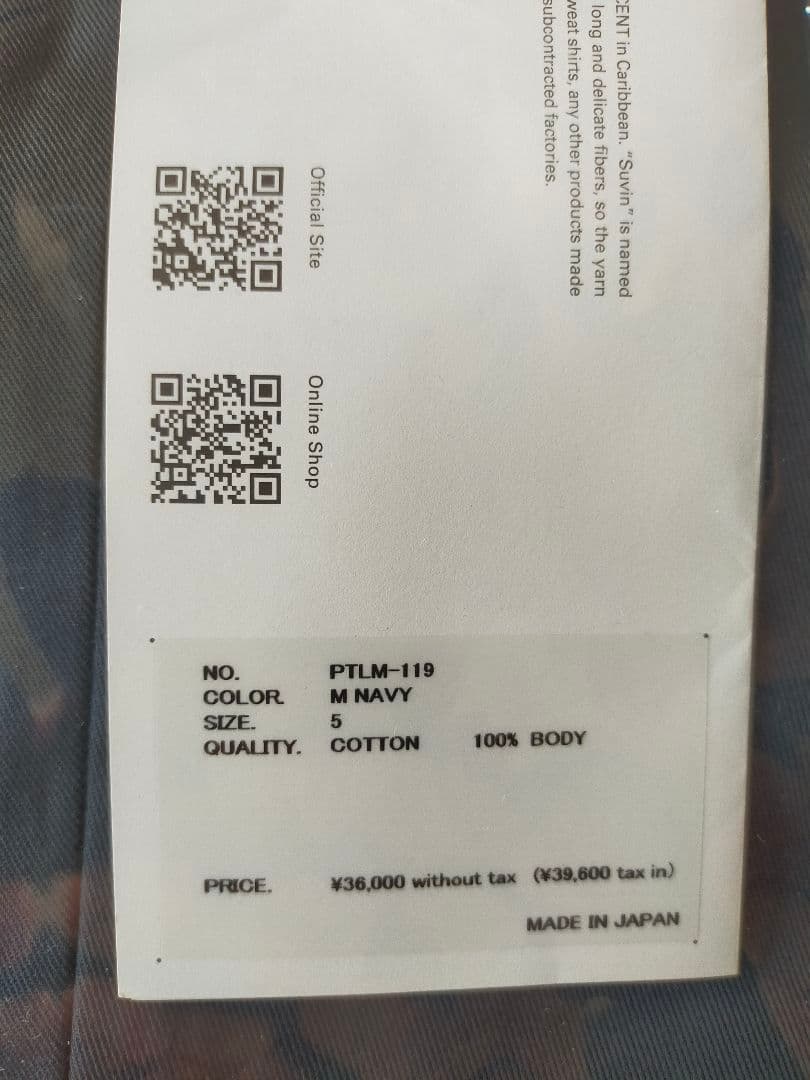 CENT in Caribbean. “Suvin” is named
long and delicate fibers, so the yarn
weat shirts, any other products made
subcontracted factories.
Official Site
Online Shop
NO. PTLM-119
COLOR. M NAVY
SIZE. 5
QUALITY. COTTON 100% BODY
PRICE. ¥36,000 without tax (¥39,600 tax in)
MADE IN JAPAN